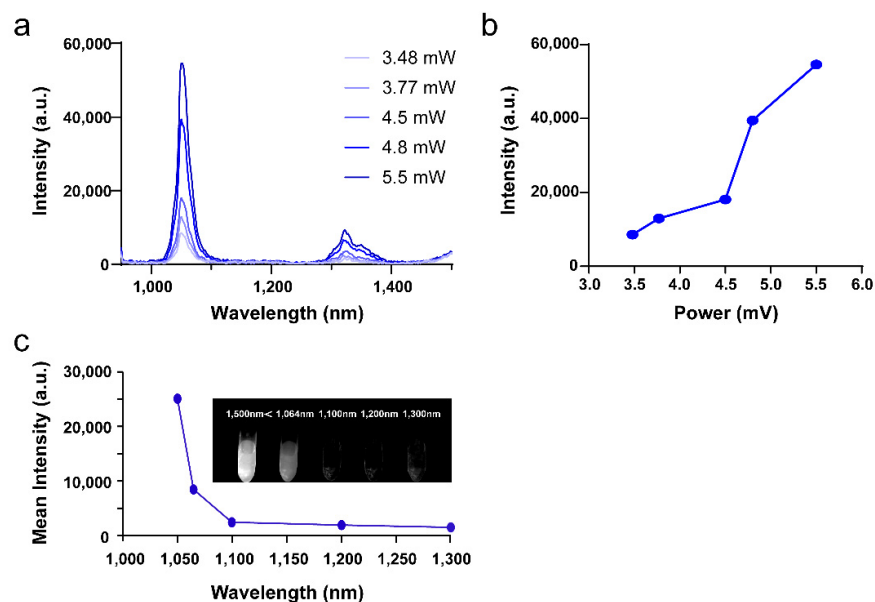 a
60,000
40,000
20,000
0
Intensity (a.u.)
1,000
1,200
1,400
Wavelength (nm)
3.48 mW
3.77 mW
4.5 mW
4.8 mW
5.5 mW
b
60,000
40,000
20,000
0
Intensity (a.u.)
3.0
3.5
4.0
4.5
5.0
5.5
6.0
Power (mV)
c
30,000
20,000
10,000
0
Mean Intensity (a.u.)
1,500nm< 1,064nm 1,100nm 1,200nm 1,300nm
1,000
1,050
1,100
1,150
1,200
1,250
1,300
Wavelength (nm)